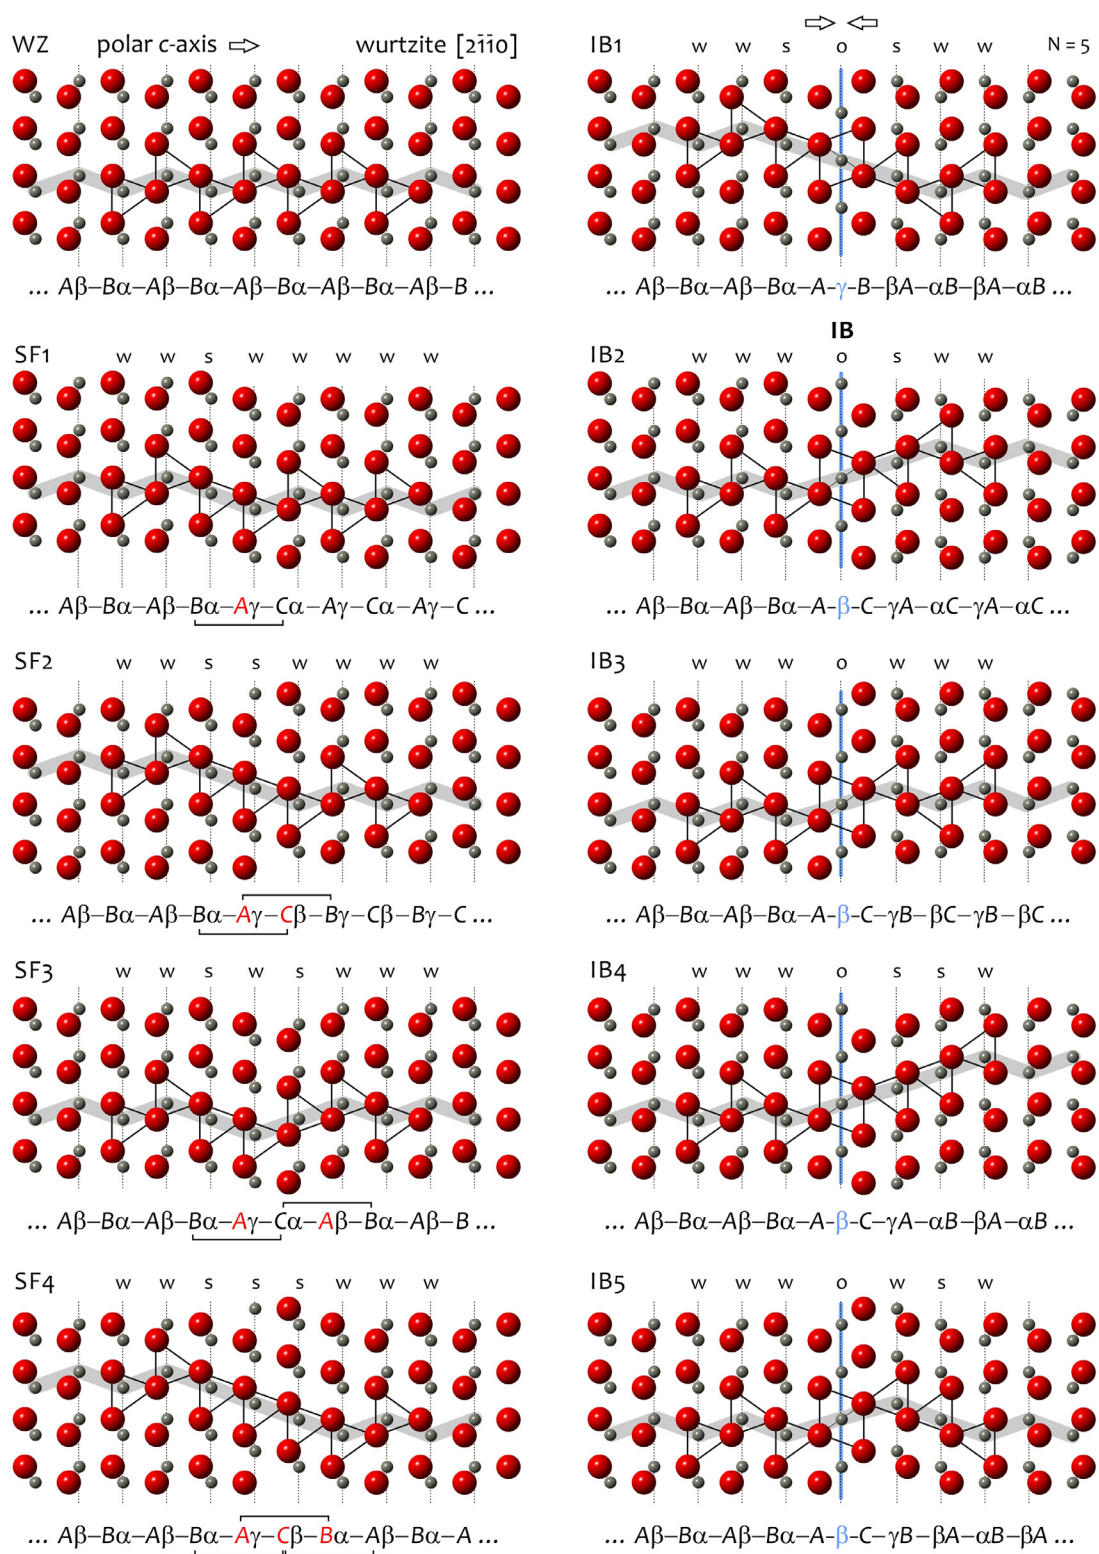 WZ polar c-axis ⇨ wurtzite [21̄1̄0]
... Aβ–Bα–Aβ–Bα–Aβ–Bα–Aβ–Bα–Aβ–B ...
SF1 w w s w w w w w
... Aβ–Bα–Aβ–Bα–Aγ–Cα–Aγ–Cα–Aγ–C ...
SF2 w w s s w w w w
... Aβ–Bα–Aβ–Bα–Aγ–Cβ–Bγ–Cβ–Bγ–C ...
SF3 w w s w s w w w
... Aβ–Bα–Aβ–Bα–Aγ–Cα–Aβ–Bα–Aβ–B ...
SF4 w w s s s w w w
... Aβ–Bα–Aβ–Bα–Aγ–Cβ–Bα–Aβ–Bα–A ...
IB1 w w s o s w w N = 5
... Aβ–Bα–Aβ–Bα–A-γ-B–βA–αB–βA–αB ...
IB
IB2 w w w o s w w
... Aβ–Bα–Aβ–Bα–A-β-C–γA–αC–γA–αC ...
IB3 w w w o w w w
... Aβ–Bα–Aβ–Bα–A-β-C–γB–βC–γB–βC ...
IB4 w w w o s s w
... Aβ–Bα–Aβ–Bα–A-β-C–γA–αB–βA–αB ...
IB5 w w w o w s w
... Aβ–Bα–Aβ–Bα–A-β-C–γB–βA–αB–βA ...